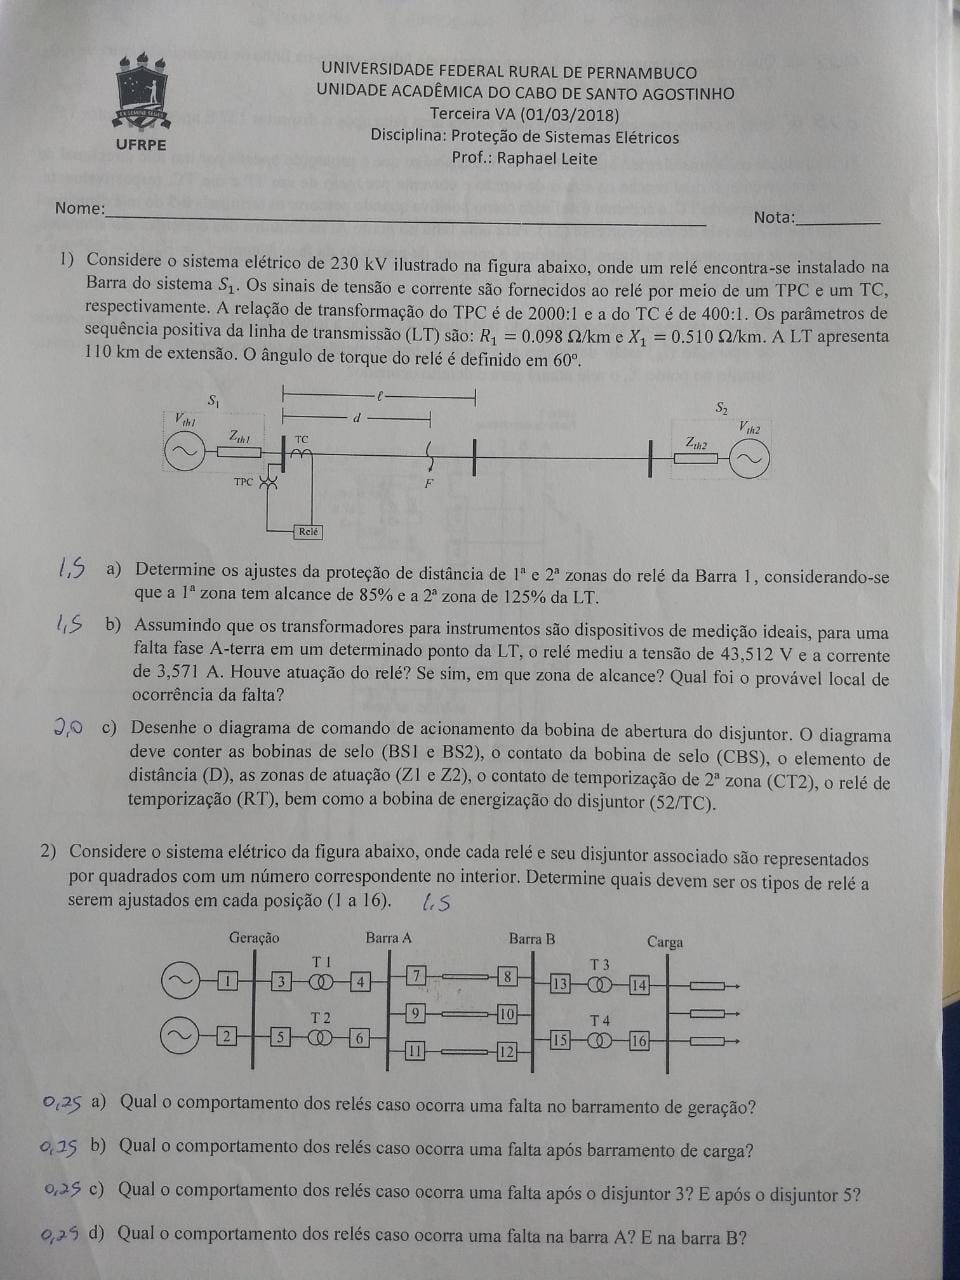 UNIVERSIDADE FEDERAL RURAL DE PERNAMBUCO
UNIDADE ACADÊMICA DO CABO DE SANTO AGOSTINHO
Terceira VA (01/03/2018)
Disciplina: Proteção de Sistemas Elétricos
Prof.: Raphael Leite
UFRPE
Nome:
Nota:
1) Considere o sistema elétrico de 230 kV ilustrado na figura abaixo, onde um relé encontra-se instalado na
Barra do sistema S₁. Os sinais de tensão e corrente são fornecidos ao relé por meio de um TPC e um TC,
respectivamente. A relação de transformação do TPC é de 2000:1 e a do TC é de 400:1. Os parâmetros de
sequência positiva da linha de transmissão (LT) são: R₁ = 0.098 Ω/km e X₁ = 0.510 Ω/km. A LT apresenta
110 km de extensão. O ângulo de torque do relé é definido em 60º.
ℓ
d
S₁
Vth1
Zth1
TC
TPC
Relé
F
S₂
Vth2
Zth2
1,5 a) Determine os ajustes da proteção de distância de 1ª e 2ª zonas do relé da Barra 1, considerando-se
que a 1ª zona tem alcance de 85% e a 2ª zona de 125% da LT.
1,5 b) Assumindo que os transformadores para instrumentos são dispositivos de medição ideais, para uma
falta fase A-terra em um determinado ponto da LT, o relé mediu a tensão de 43,512 V e a corrente
de 3,571 A. Houve atuação do relé? Se sim, em que zona de alcance? Qual foi o provável local de
ocorrência da falta?
2,0 c) Desenhe o diagrama de comando de acionamento da bobina de abertura do disjuntor. O diagrama
deve conter as bobinas de selo (BS1 e BS2), o contato da bobina de selo (CBS), o elemento de
distância (D), as zonas de atuação (Z1 e Z2), o contato de temporização de 2ª zona (CT2), o relé de
temporização (RT), bem como a bobina de energização do disjuntor (52/TC).
2) Considere o sistema elétrico da figura abaixo, onde cada relé e seu disjuntor associado são representados
por quadrados com um número correspondente no interior. Determine quais devem ser os tipos de relé a
serem ajustados em cada posição (1 a 16). 1,5
Geração Barra A Barra B Carga
T 1 T 3
1 3 4 7 8 13 14
T 2 9 10 T 4
2 5 6 11 12 15 16
0,25 a) Qual o comportamento dos relés caso ocorra uma falta no barramento de geração?
0,25 b) Qual o comportamento dos relés caso ocorra uma falta após barramento de carga?
0,25 c) Qual o comportamento dos relés caso ocorra uma falta após o disjuntor 3? E após o disjuntor 5?
0,25 d) Qual o comportamento dos relés caso ocorra uma falta na barra A? E na barra B?